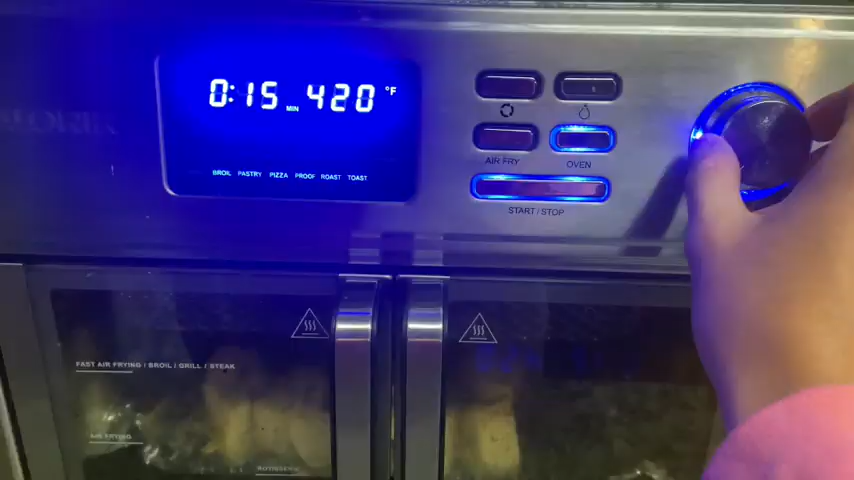 0:15 MIN 420 °F
BROIL PASTRY PIZZA PROOF ROAST TOAST
AIR FRY
OVEN
START / STOP
FAST AIR FRYING / BROIL / GRILL / STEAK
AIR FRYING
ROTISSERIE